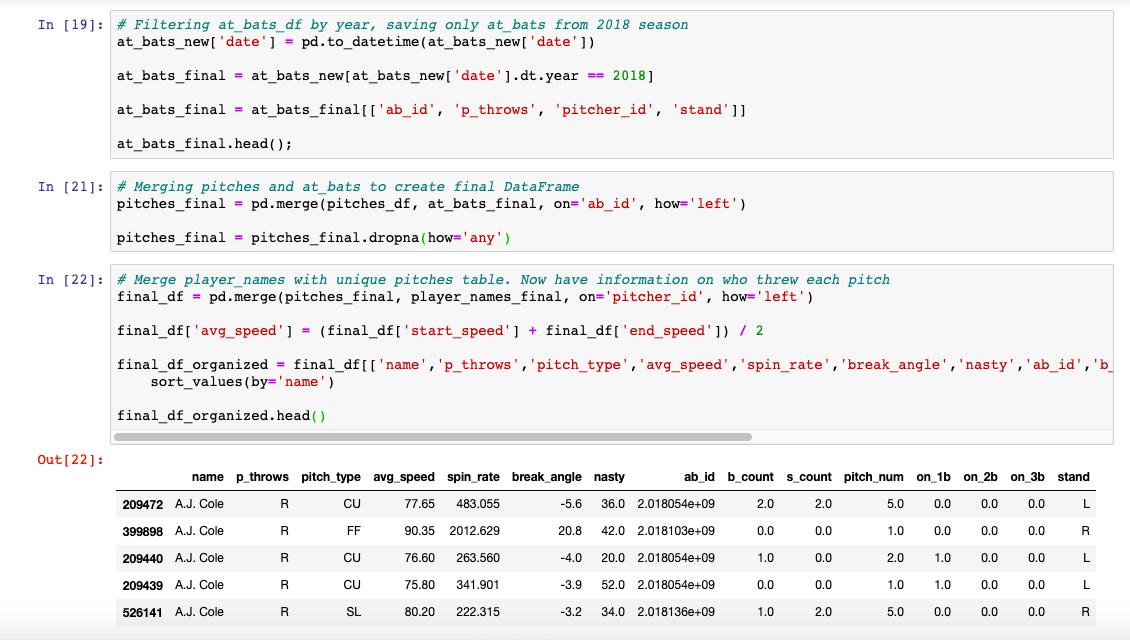 In [19]: # Filtering at_bats_df by year, saving only at_bats from 2018 season
at_bats_new['date'] = pd.to_datetime(at_bats_new['date'])
at_bats_final = at_bats_new[at_bats_new['date'].dt.year == 2018]
at_bats_final = at_bats_final[['ab_id', 'p_throws', 'pitcher_id', 'stand']]
at_bats_final.head();
In [21]: # Merging pitches and at_bats to create final DataFrame
pitches_final = pd.merge(pitches_df, at_bats_final, on='ab_id', how='left')
pitches_final = pitches_final.dropna(how='any')
In [22]: # Merge player_names with unique pitches table. Now have information on who threw each pitch
final_df = pd.merge(pitches_final, player_names_final, on='pitcher_id', how='left')
final_df['avg_speed'] = (final_df['start_speed'] + final_df['end_speed']) / 2
final_df_organized = final_df[['name','p_throws','pitch_type','avg_speed','spin_rate','break_angle','nasty','ab_id','b_
sort_values(by='name')
final_df_organized.head()
Out[22]:
name p_throws pitch_type avg_speed spin_rate break_angle nasty ab_id b_count s_count pitch_num on_1b on_2b on_3b stand
209472 A.J. Cole R CU 77.65 483.055 -5.6 36.0 2.018054e+09 2.0 2.0 5.0 0.0 0.0 0.0 L
399898 A.J. Cole R FF 90.35 2012.629 20.8 42.0 2.018103e+09 0.0 0.0 1.0 0.0 0.0 0.0 R
209440 A.J. Cole R CU 76.60 263.560 -4.0 20.0 2.018054e+09 1.0 0.0 2.0 1.0 0.0 0.0 L
209439 A.J. Cole R CU 75.80 341.901 -3.9 52.0 2.018054e+09 0.0 0.0 1.0 1.0 0.0 0.0 L
526141 A.J. Cole R SL 80.20 222.315 -3.2 34.0 2.018136e+09 1.0 2.0 5.0 0.0 0.0 0.0 R